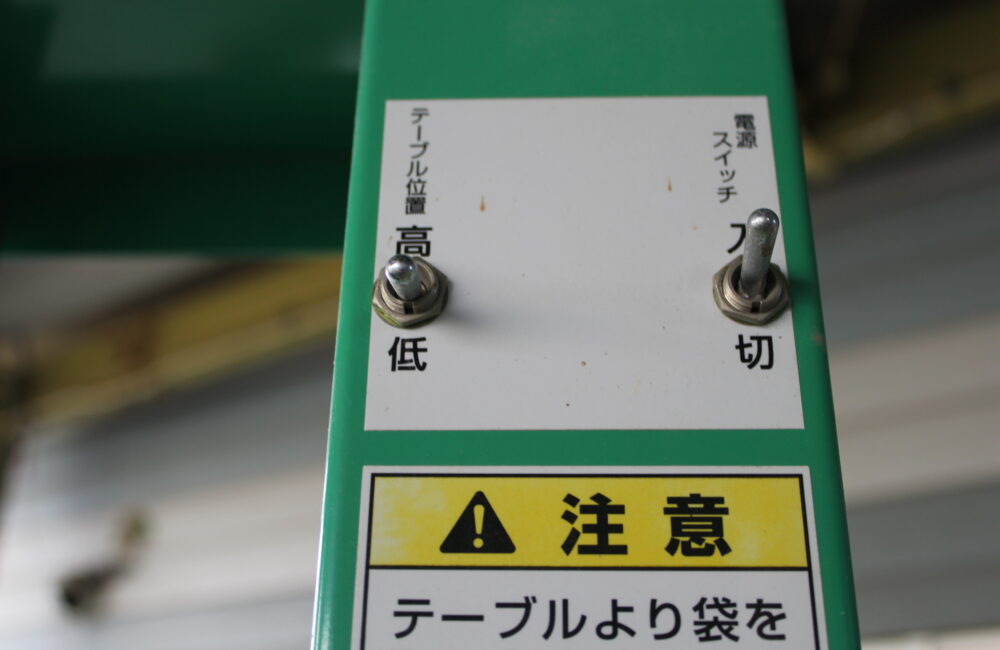 テーブル位置
高
低
電源
スイッチ
切
注意
テーブルより袋を